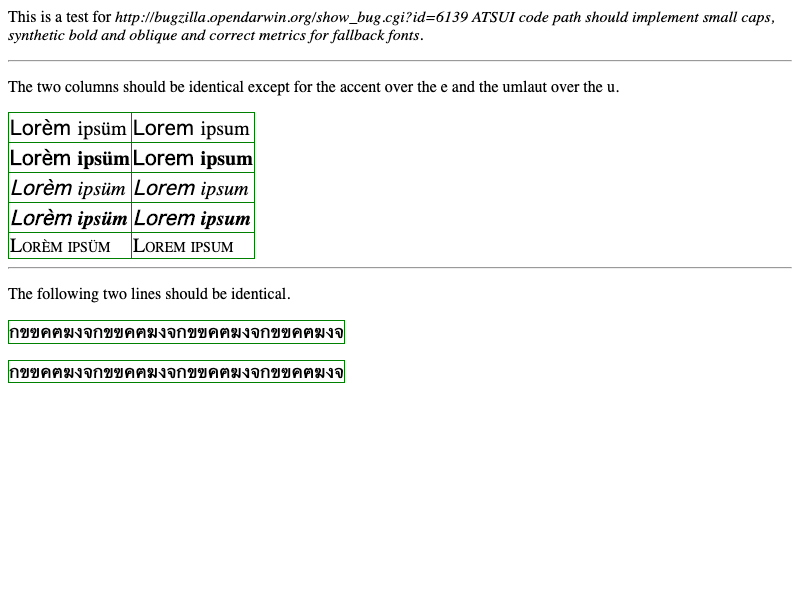 This is a test for http://bugzilla.opendarwin.org/show_bug.cgi?id=6139 ATSUI code path should implement small caps,
synthetic bold and oblique and correct metrics for fallback fonts.
The two columns should be identical except for the accent over the e and the umlaut over the u.
Lorèm ipsüm Lorem ipsum
Lorèm ipsüm Lorem ipsum
Lorèm ipsüm Lorem ipsum
Lorèm ipsüm Lorem ipsum
Lorèm ipsüm Lorem ipsum
The following two lines should be identical.
กขฃคฅฆงจกขฃคฅฆงจกขฃคฅฆงจกขฃคฅฆงจ
กขฃคฅฆงจกขฃคฅฆงจกขฃคฅฆงจกขฃคฅฆงจ